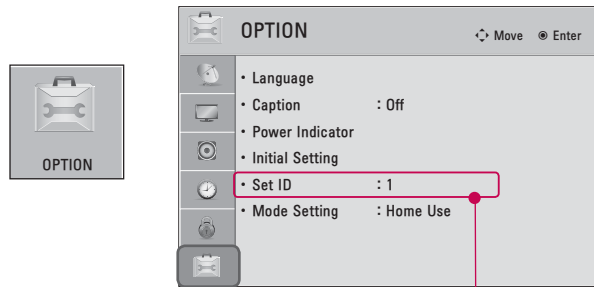 OPTION
OPTION
Move Enter
• Language
• Caption : Off
• Power Indicator
• Initial Setting
• Set ID : 1
• Mode Setting : Home Use